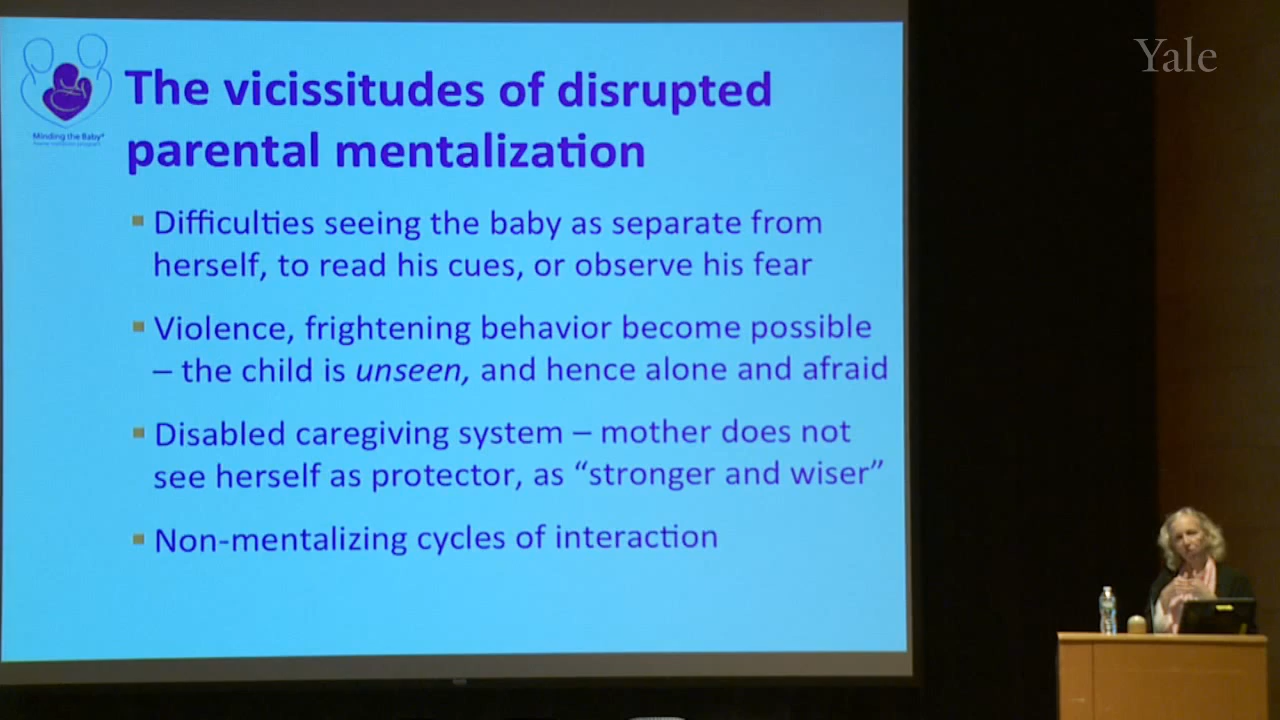 Yale
The vicissitudes of disrupted
parental mentalization
Minding the Baby®
▪ Difficulties seeing the baby as separate from
herself, to read his cues, or observe his fear
▪ Violence, frightening behavior become possible
– the child is unseen, and hence alone and afraid
▪ Disabled caregiving system – mother does not
see herself as protector, as “stronger and wiser”
▪ Non-mentalizing cycles of interaction